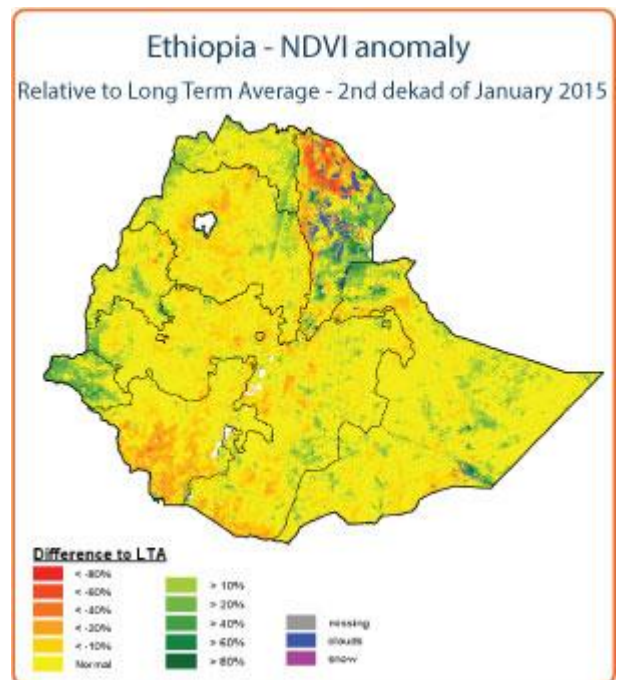 Ethiopia - NDVI anomaly
Relative to Long Term Average - 2nd dekad of January 2015
Difference to LTA
< -80%
< -60%
< -40%
< -20%
< -10%
Normal
> 10%
> 20%
> 40%
> 60%
> 80%
missing
clouds
snow